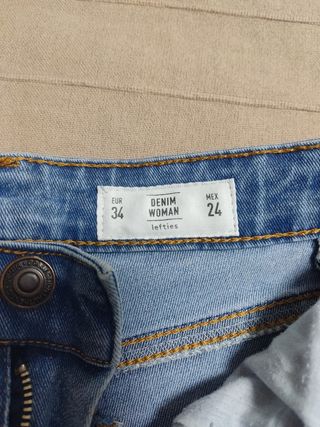 EUR
34
DENIM
WOMAN
lefties
MEX
24